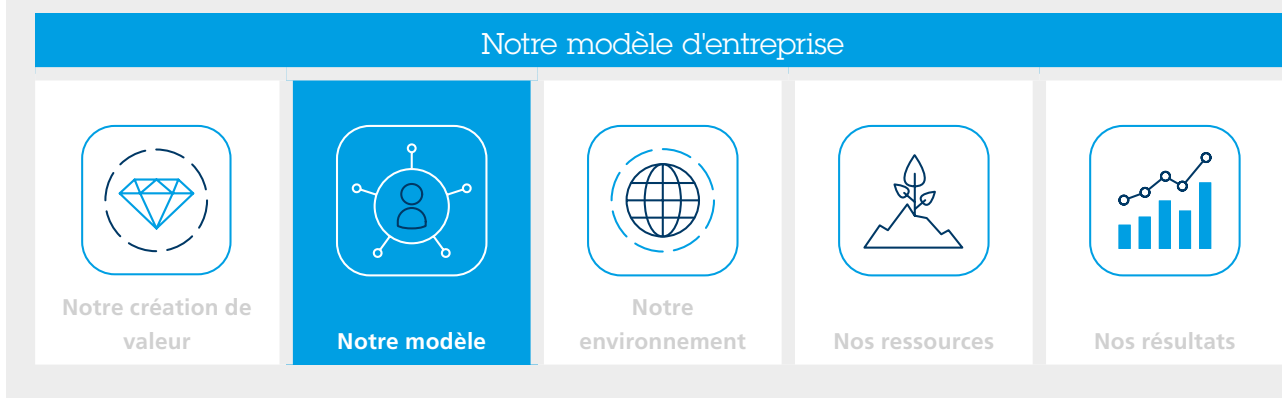 Notre modèle d'entreprise
Notre création de
valeur
Notre modèle
Notre
environnement
Nos ressources
Nos résultats